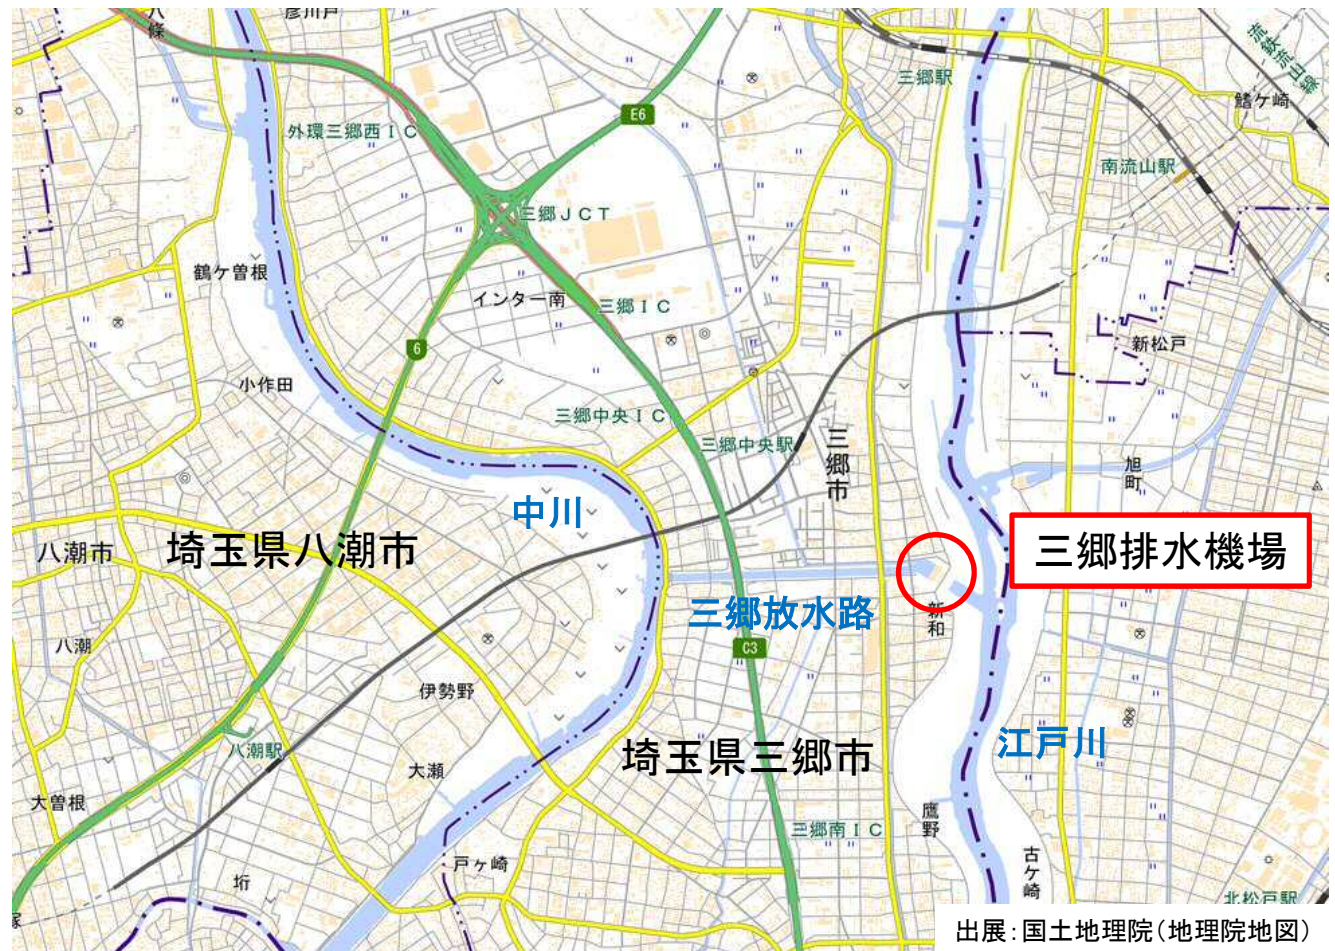 八條
彦川戸
三郷駅
流鉄流山線
鰭ケ崎
E6
外環三郷西IC
南流山駅
三郷JCT
鶴ケ曽根
インター南
三郷IC
6
新松戸
小作田
三郷中央IC
三郷中央駅
三郷市
旭町
中川
八潮市
埼玉県八潮市
三郷排水機場
三郷放水路
新和
C3
八潮
伊勢野
八潮駅
埼玉県三郷市
江戸川
大瀬
大曽根
三郷南IC
鷹野
戸ヶ崎
古ケ崎
垳
北松戸駅
塚
出展:国土地理院(地理院地図)